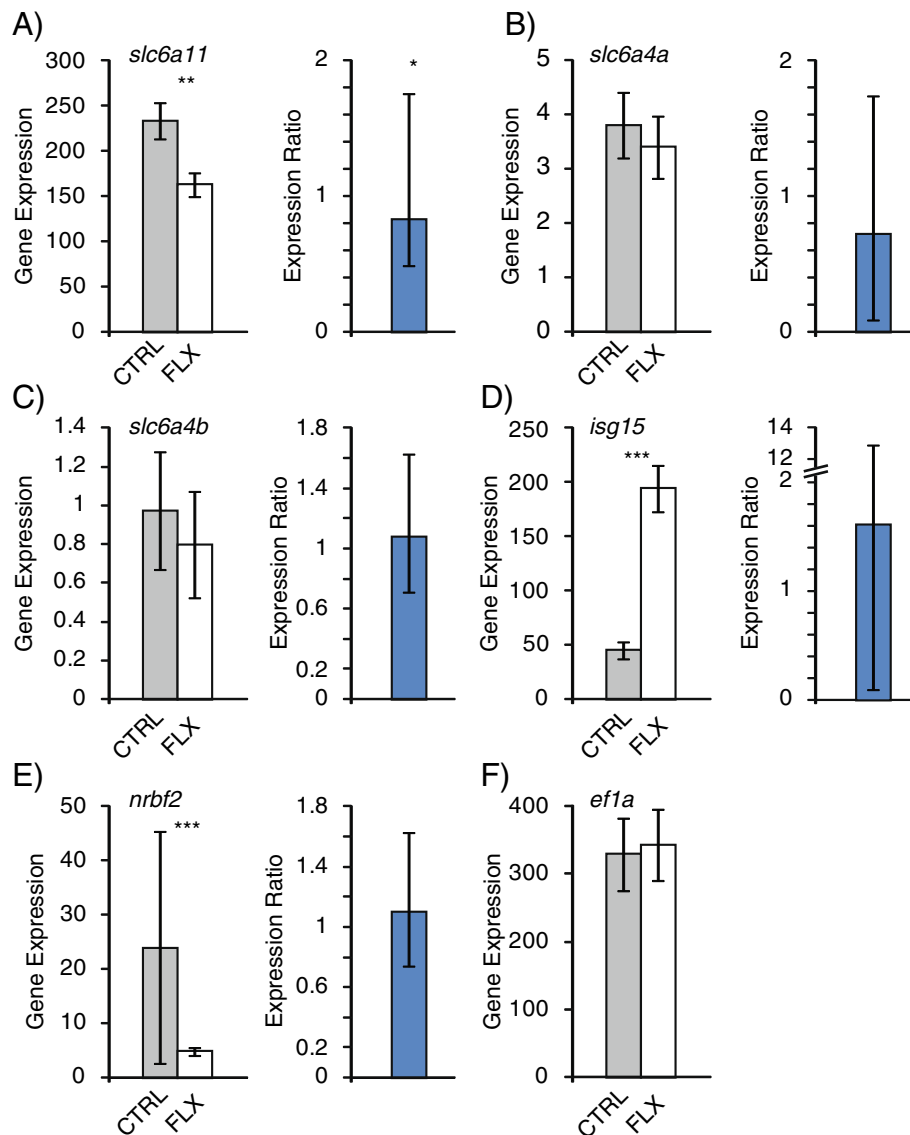 A)
slc6a11
**
Gene Expression
300
250
200
150
100
50
0
CTRL
FLX
*
Expression Ratio
2
1
0
B)
slc6a4a
Gene Expression
5
4
3
2
1
0
CTRL
FLX
Expression Ratio
2
1
0
C)
slc6a4b
Gene Expression
1.4
1.2
1
0.8
0.6
0.4
0.2
0
CTRL
FLX
Expression Ratio
1.8
1.4
1
0.6
0.2
0
D)
isg15
***
Gene Expression
250
200
150
100
50
0
CTRL
FLX
Expression Ratio
14
12
2
1
0
E)
nrbf2
***
Gene Expression
50
40
30
20
10
0
CTRL
FLX
Expression Ratio
1.8
1.4
1
0.6
0.2
0
F)
ef1a
Gene Expression
400
300
200
100
0
CTRL
FLX